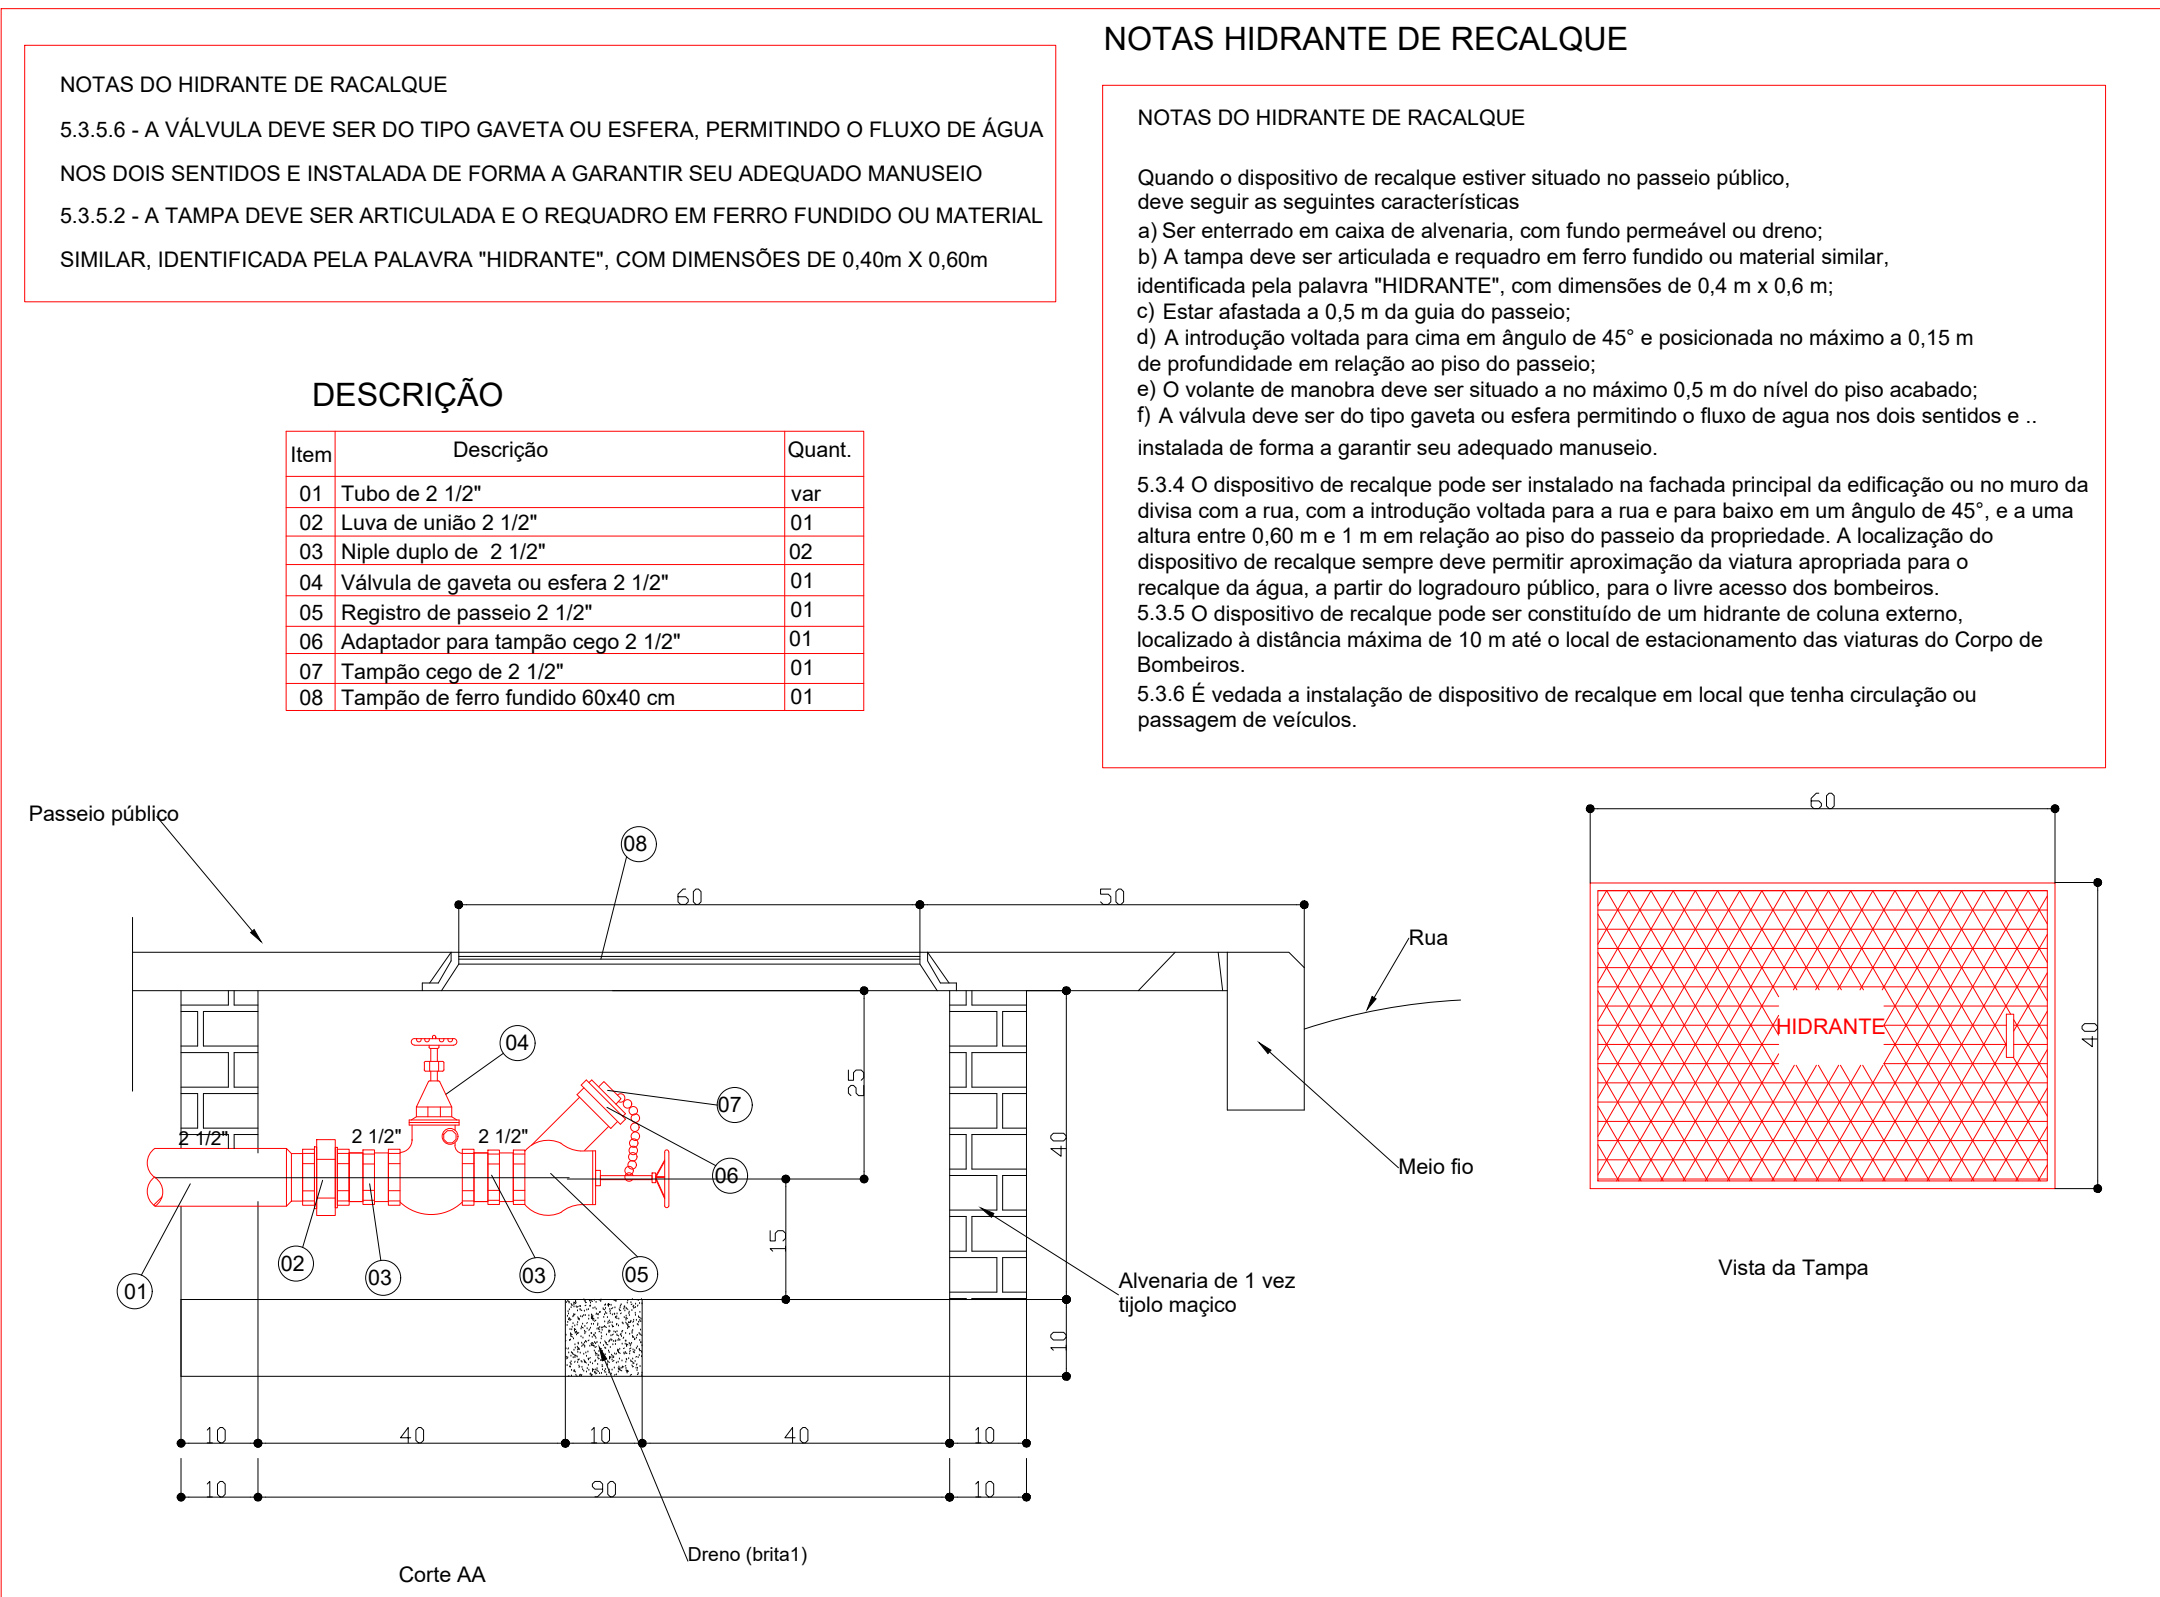 NOTAS DO HIDRANTE DE RACALQUE
5.3.5.6 - A VÁLVULA DEVE SER DO TIPO GAVETA OU ESFERA, PERMITINDO O FLUXO DE ÁGUA
NOS DOIS SENTIDOS E INSTALADA DE FORMA A GARANTIR SEU ADEQUADO MANUSEIO
5.3.5.2 - A TAMPA DEVE SER ARTICULADA E O REQUADRO EM FERRO FUNDIDO OU MATERIAL
SIMILAR, IDENTIFICADA PELA PALAVRA "HIDRANTE", COM DIMENSÕES DE 0,40m X 0,60m
NOTAS HIDRANTE DE RECALQUE
NOTAS DO HIDRANTE DE RACALQUE
Quando o dispositivo de recalque estiver situado no passeio público,
deve seguir as seguintes características
a) Ser enterrado em caixa de alvenaria, com fundo permeável ou dreno;
b) A tampa deve ser articulada e requadro em ferro fundido ou material similar,
identificada pela palavra "HIDRANTE", com dimensões de 0,4 m x 0,6 m;
c) Estar afastada a 0,5 m da guia do passeio;
d) A introdução voltada para cima em ângulo de 45° e posicionada no máximo a 0,15 m
de profundidade em relação ao piso do passeio;
e) O volante de manobra deve ser situado a no máximo 0,5 m do nível do piso acabado;
f) A válvula deve ser do tipo gaveta ou esfera permitindo o fluxo de agua nos dois sentidos e ..
instalada de forma a garantir seu adequado manuseio.
5.3.4 O dispositivo de recalque pode ser instalado na fachada principal da edificação ou no muro da
divisa com a rua, com a introdução voltada para a rua e para baixo em um ângulo de 45°, e a uma
altura entre 0,60 m e 1 m em relação ao piso do passeio da propriedade. A localização do
dispositivo de recalque sempre deve permitir aproximação da viatura apropriada para o
recalque da água, a partir do logradouro público, para o livre acesso dos bombeiros.
5.3.5 O dispositivo de recalque pode ser constituído de um hidrante de coluna externo,
localizado à distância máxima de 10 m até o local de estacionamento das viaturas do Corpo de
Bombeiros.
5.3.6 É vedada a instalação de dispositivo de recalque em local que tenha circulação ou
passagem de veículos.
DESCRIÇÃO
Item Descrição Quant.
01 Tubo de 2 1/2" var
02 Luva de união 2 1/2" 01
03 Niple duplo de 2 1/2" 02
04 Válvula de gaveta ou esfera 2 1/2" 01
05 Registro de passeio 2 1/2" 01
06 Adaptador para tampão cego 2 1/2" 01
07 Tampão cego de 2 1/2" 01
08 Tampão de ferro fundido 60x40 cm 01
Passeio público
08
60
50
Rua
04
25
07
2 1/2"
2 1/2"
2 1/2"
40
06
Meio fio
15
02
03
03
05
01
Alvenaria de 1 vez
tijolo maçico
10
10 40 10 40 10
10 90 10
Dreno (brita1)
Corte AA
60
HIDRANTE
40
Vista da Tampa